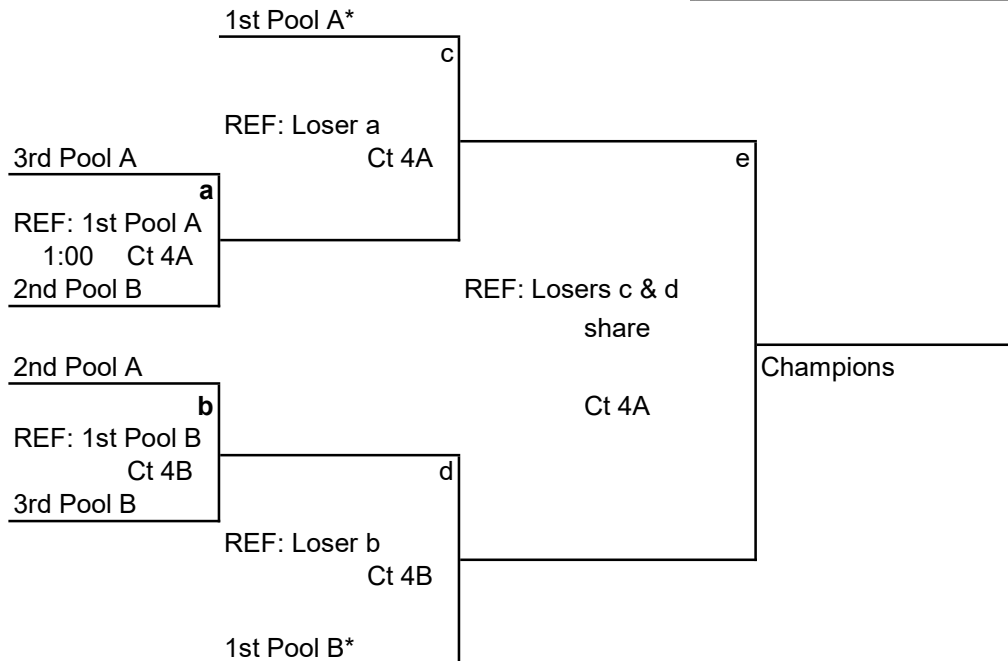 1st Pool A*
c
REF: Loser a
Ct 4A
3rd Pool A
a
REF: 1st Pool A
1:00 Ct 4A
2nd Pool B
e
REF: Losers c & d
share
Ct 4A
Champions
2nd Pool A
b
REF: 1st Pool B
Ct 4B
3rd Pool B
d
REF: Loser b
Ct 4B
1st Pool B*